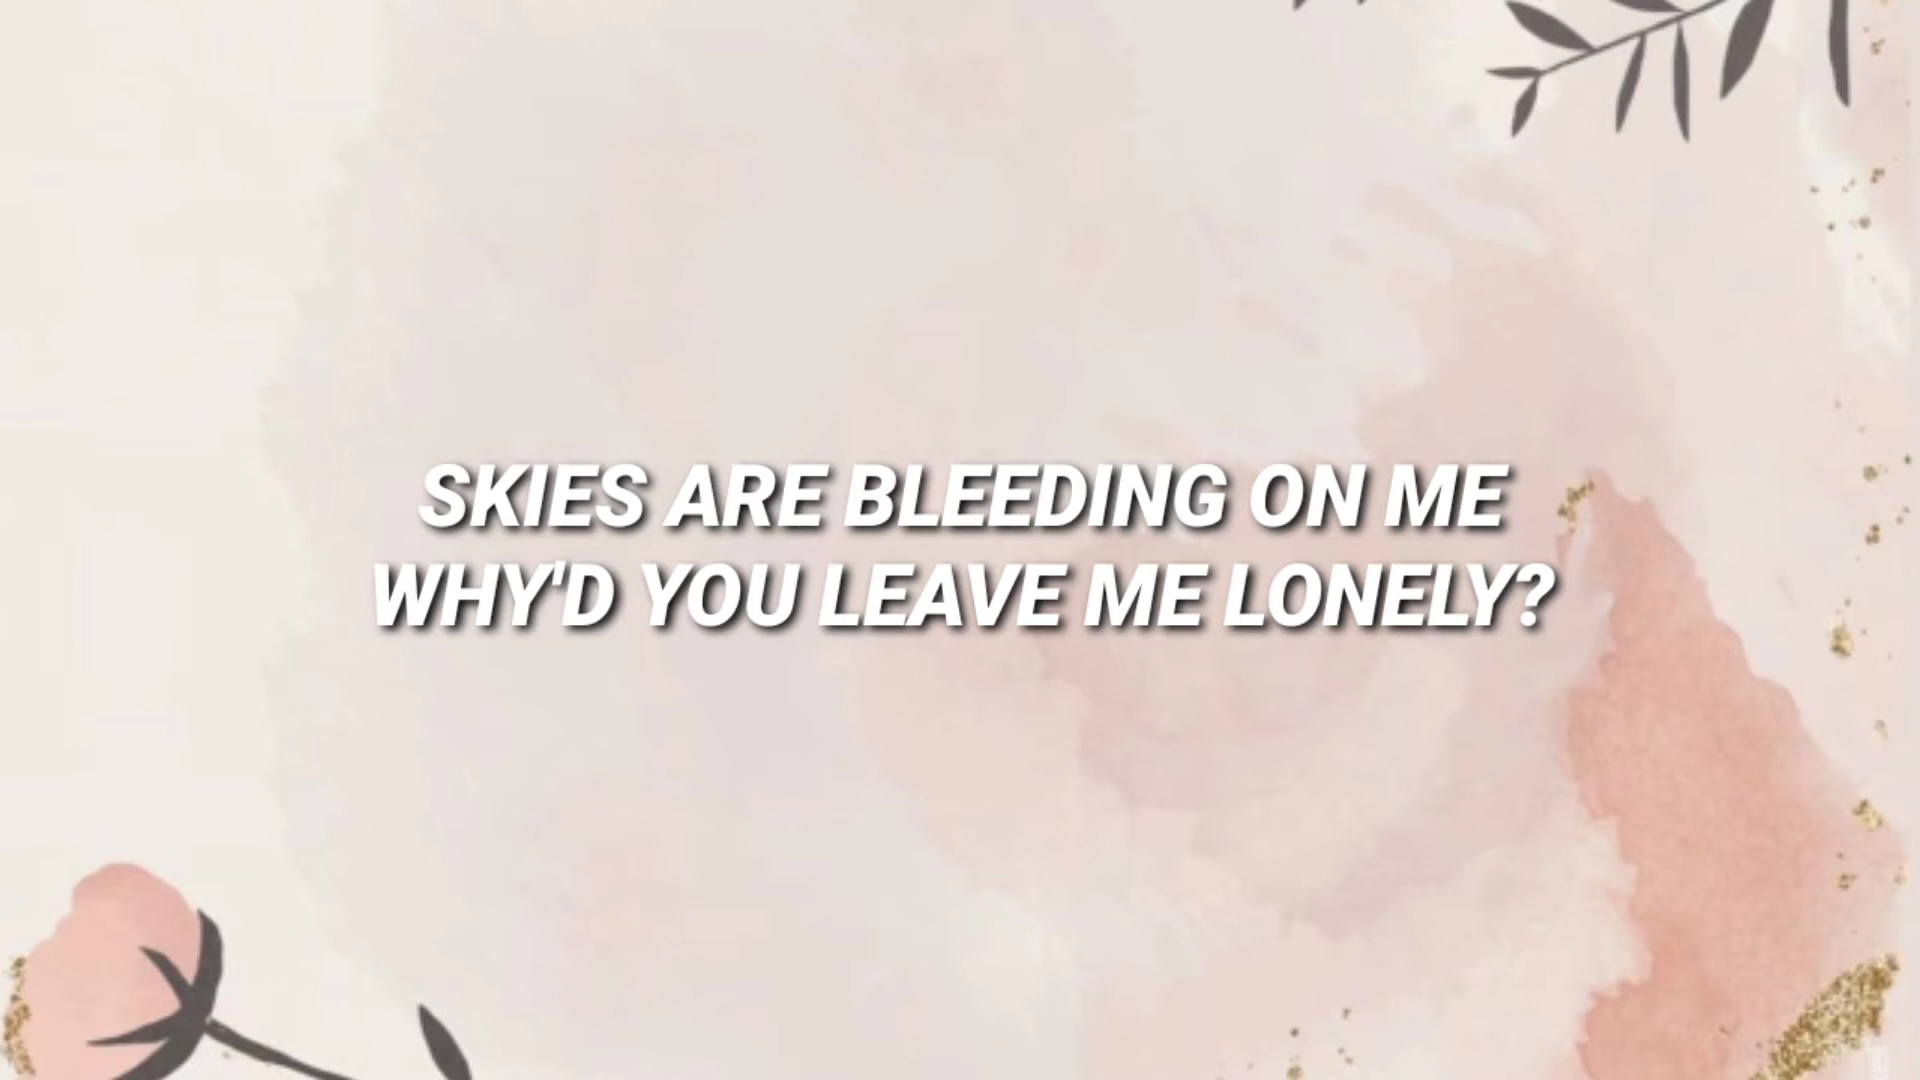 SKIES ARE BLEEDING ON ME
WHY'D YOU LEAVE ME LONELY?